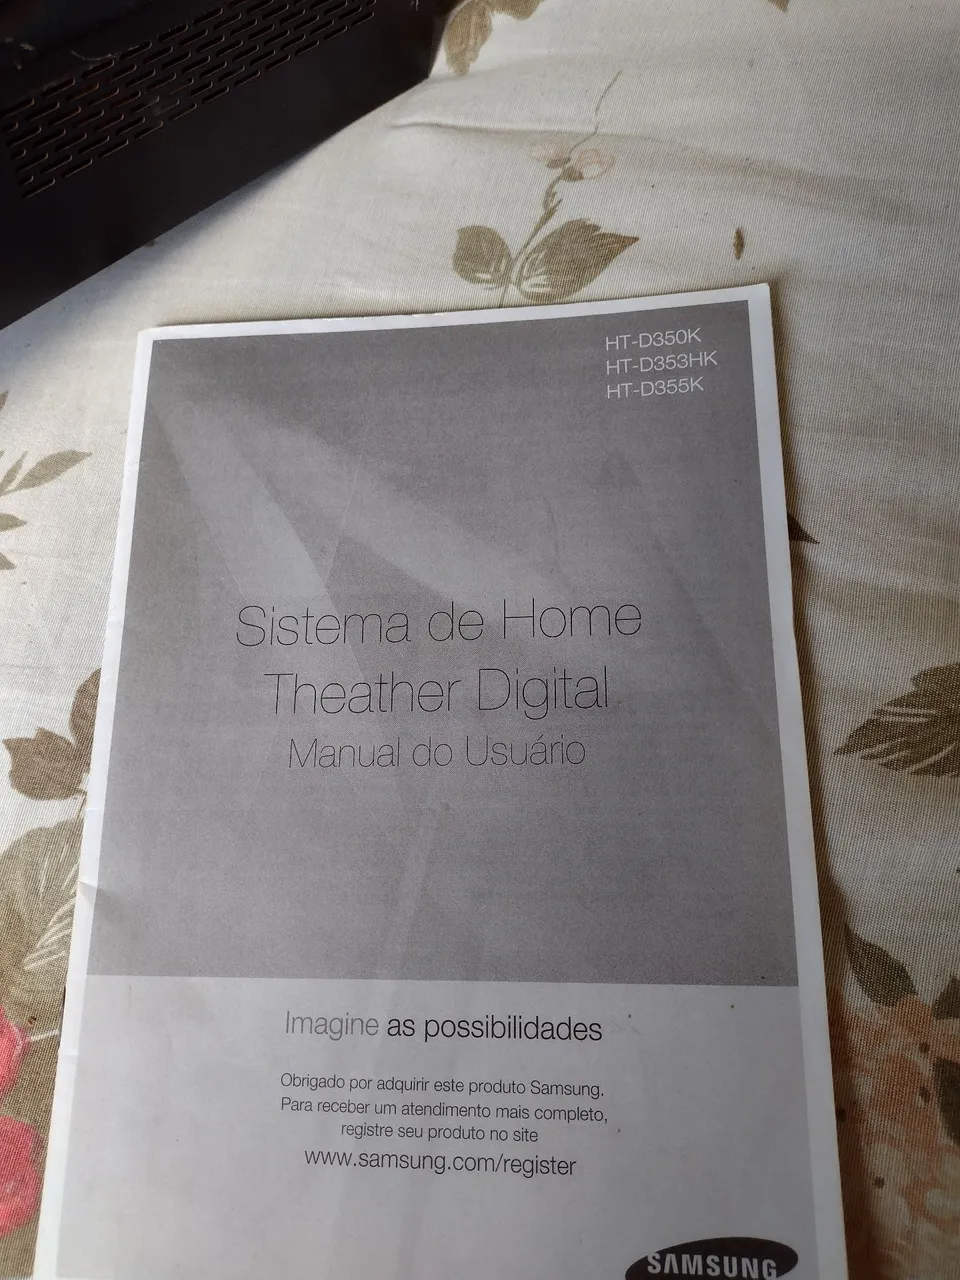 HT-D350K
HT-D353HK
HT-D355K
Sistema de Home
Theather Digital
Manual do Usuário
Imagine as possibilidades
Obrigado por adquirir este produto Samsung.
Para receber um atendimento mais completo,
registre seu produto no site
www.samsung.com/register
SAMSUNG